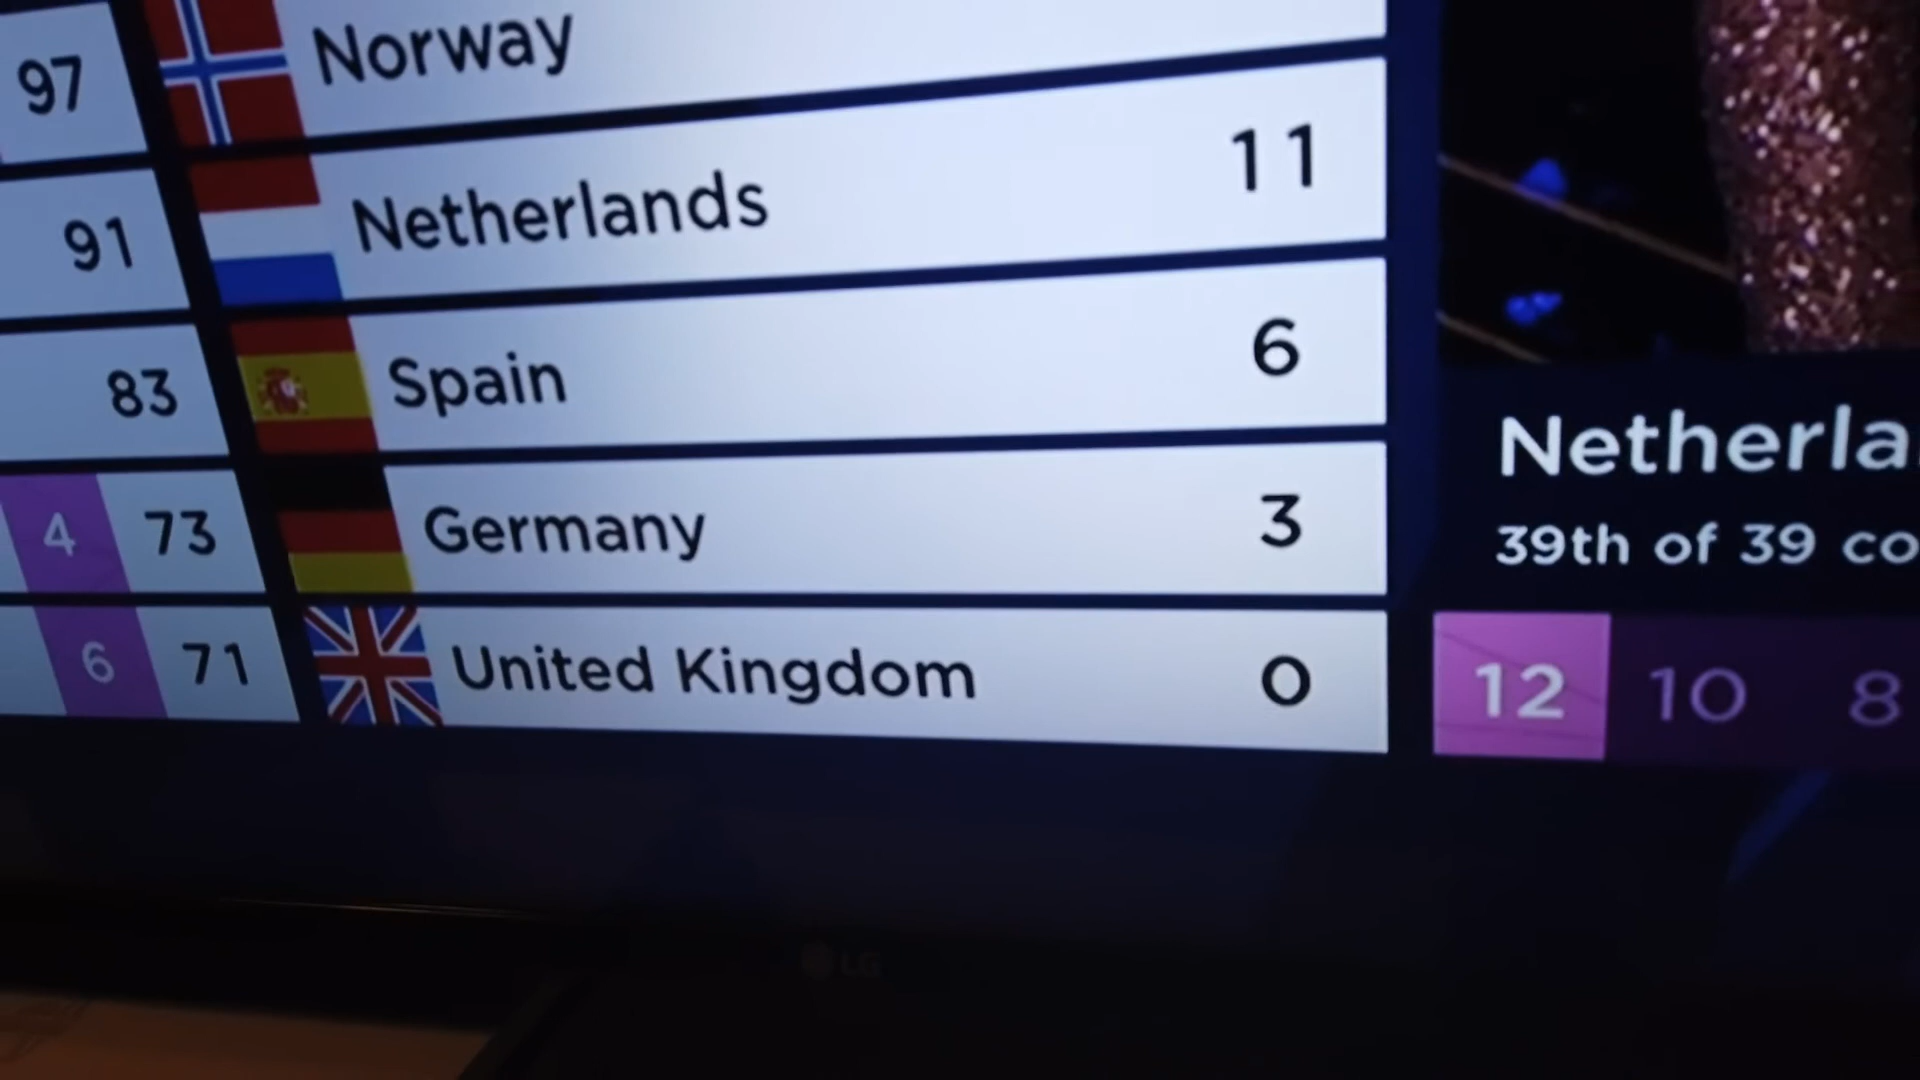 97
Norway
91
Netherlands 11
83
Spain 6
4 73
Germany 3
6 71
United Kingdom 0
Netherla
39th of 39 co
12 10 8
LG